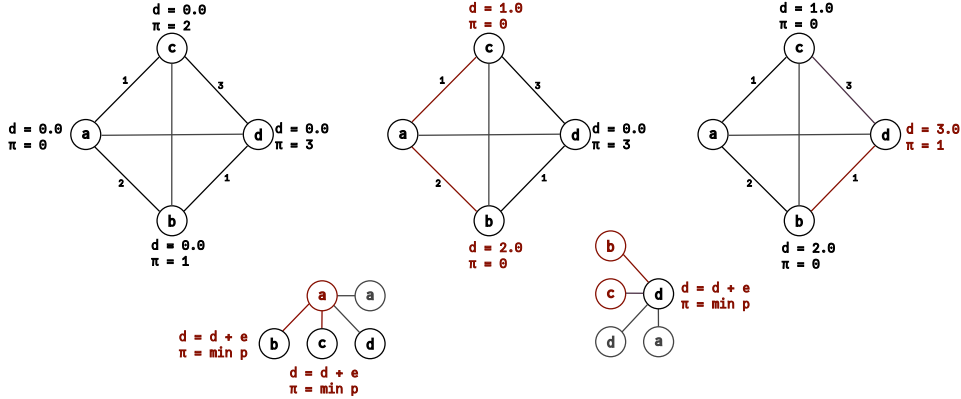 d = 0.0
π = 2
c
1
3
d = 0.0
π = 0
a
d
d = 0.0
π = 3
2
1
b
d = 0.0
π = 1
d = 1.0
π = 0
c
1
3
a
d
d = 0.0
π = 3
2
1
b
d = 2.0
π = 0
d = 1.0
π = 0
c
1
3
a
d
d = 3.0
π = 1
2
1
b
d = 2.0
π = 0
a
a
b
c
d
d = d + e
π = min p
d = d + e
π = min p
b
c
d
d = d + e
π = min p
d
a